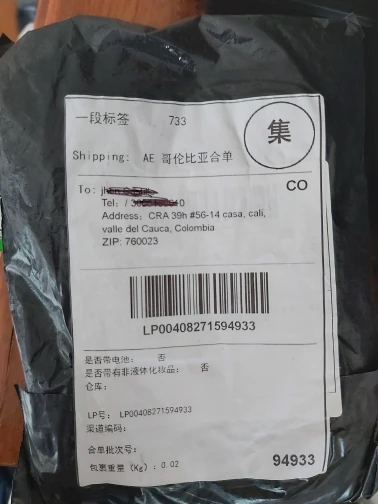 一段标签 733
集
Shipping: AE 哥伦比亚合单
CO
To:
Tel: /
Address: CRA 39h #56-14 casa, cali,
valle del Cauca, Colombia
ZIP: 760023
LP00408271594933
是否带电池: 否
是否带有非液体化妆品: 否
仓库:
LP号: LP00408271594933
渠道编码:
合单批次号:
包裹重量 (Kg): 0.02
94933